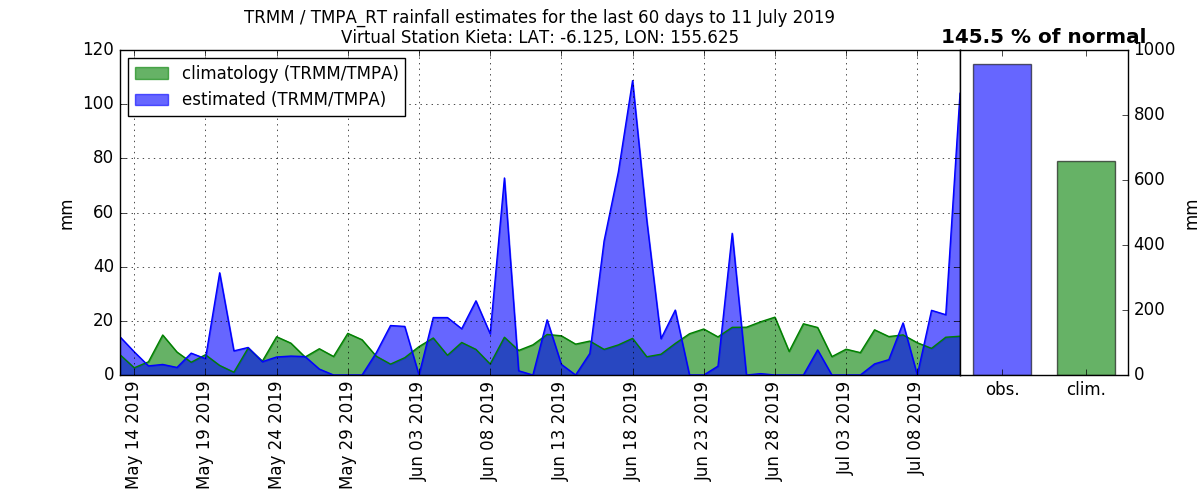 TRMM / TMPA_RT rainfall estimates for the last 60 days to 11 July 2019
Virtual Station Kieta: LAT: -6.125, LON: 155.625
145.5 % of normal
climatology (TRMM/TMPA)
estimated (TRMM/TMPA)
mm
120
100
80
60
40
20
0
May 14 2019
May 19 2019
May 24 2019
May 29 2019
Jun 03 2019
Jun 08 2019
Jun 13 2019
Jun 18 2019
Jun 23 2019
Jun 28 2019
Jul 03 2019
Jul 08 2019
obs.
clim.
1000
800
600
400
200
0
mm